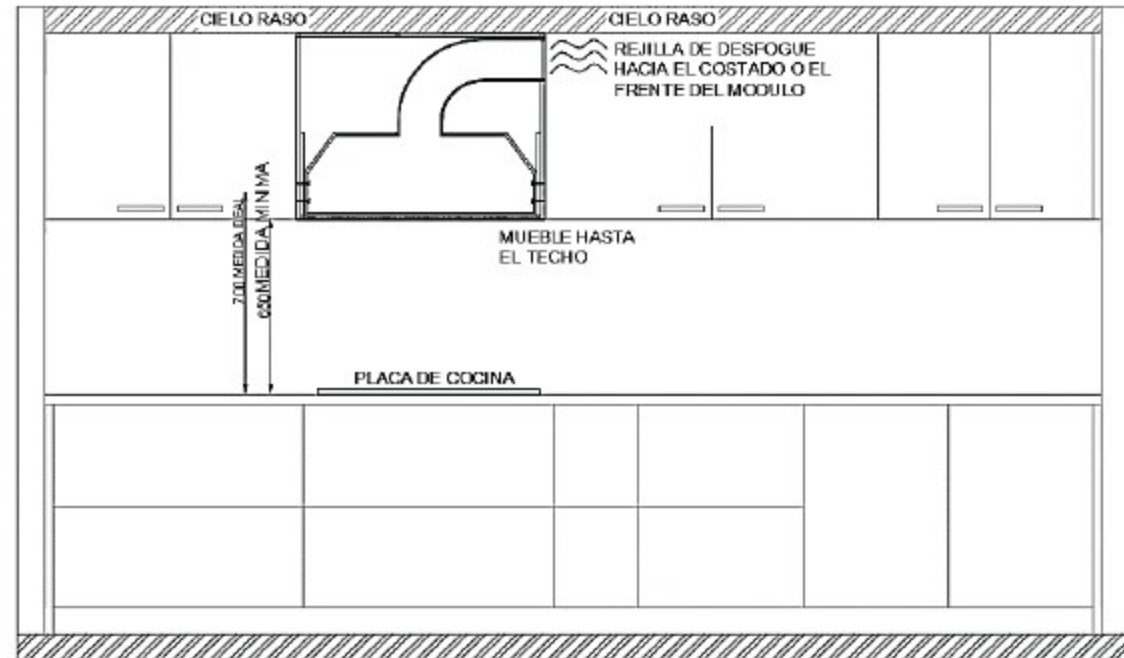 CIELO RASO
CIELO RASO
REJILLA DE DESFOGUE
HACIA EL COSTADO O EL
FRENTE DEL MODULO
MUEBLE HASTA
EL TECHO
700 MEDIDA IDEAL
650 MEDIDA MINIMA
PLACA DE COCINA